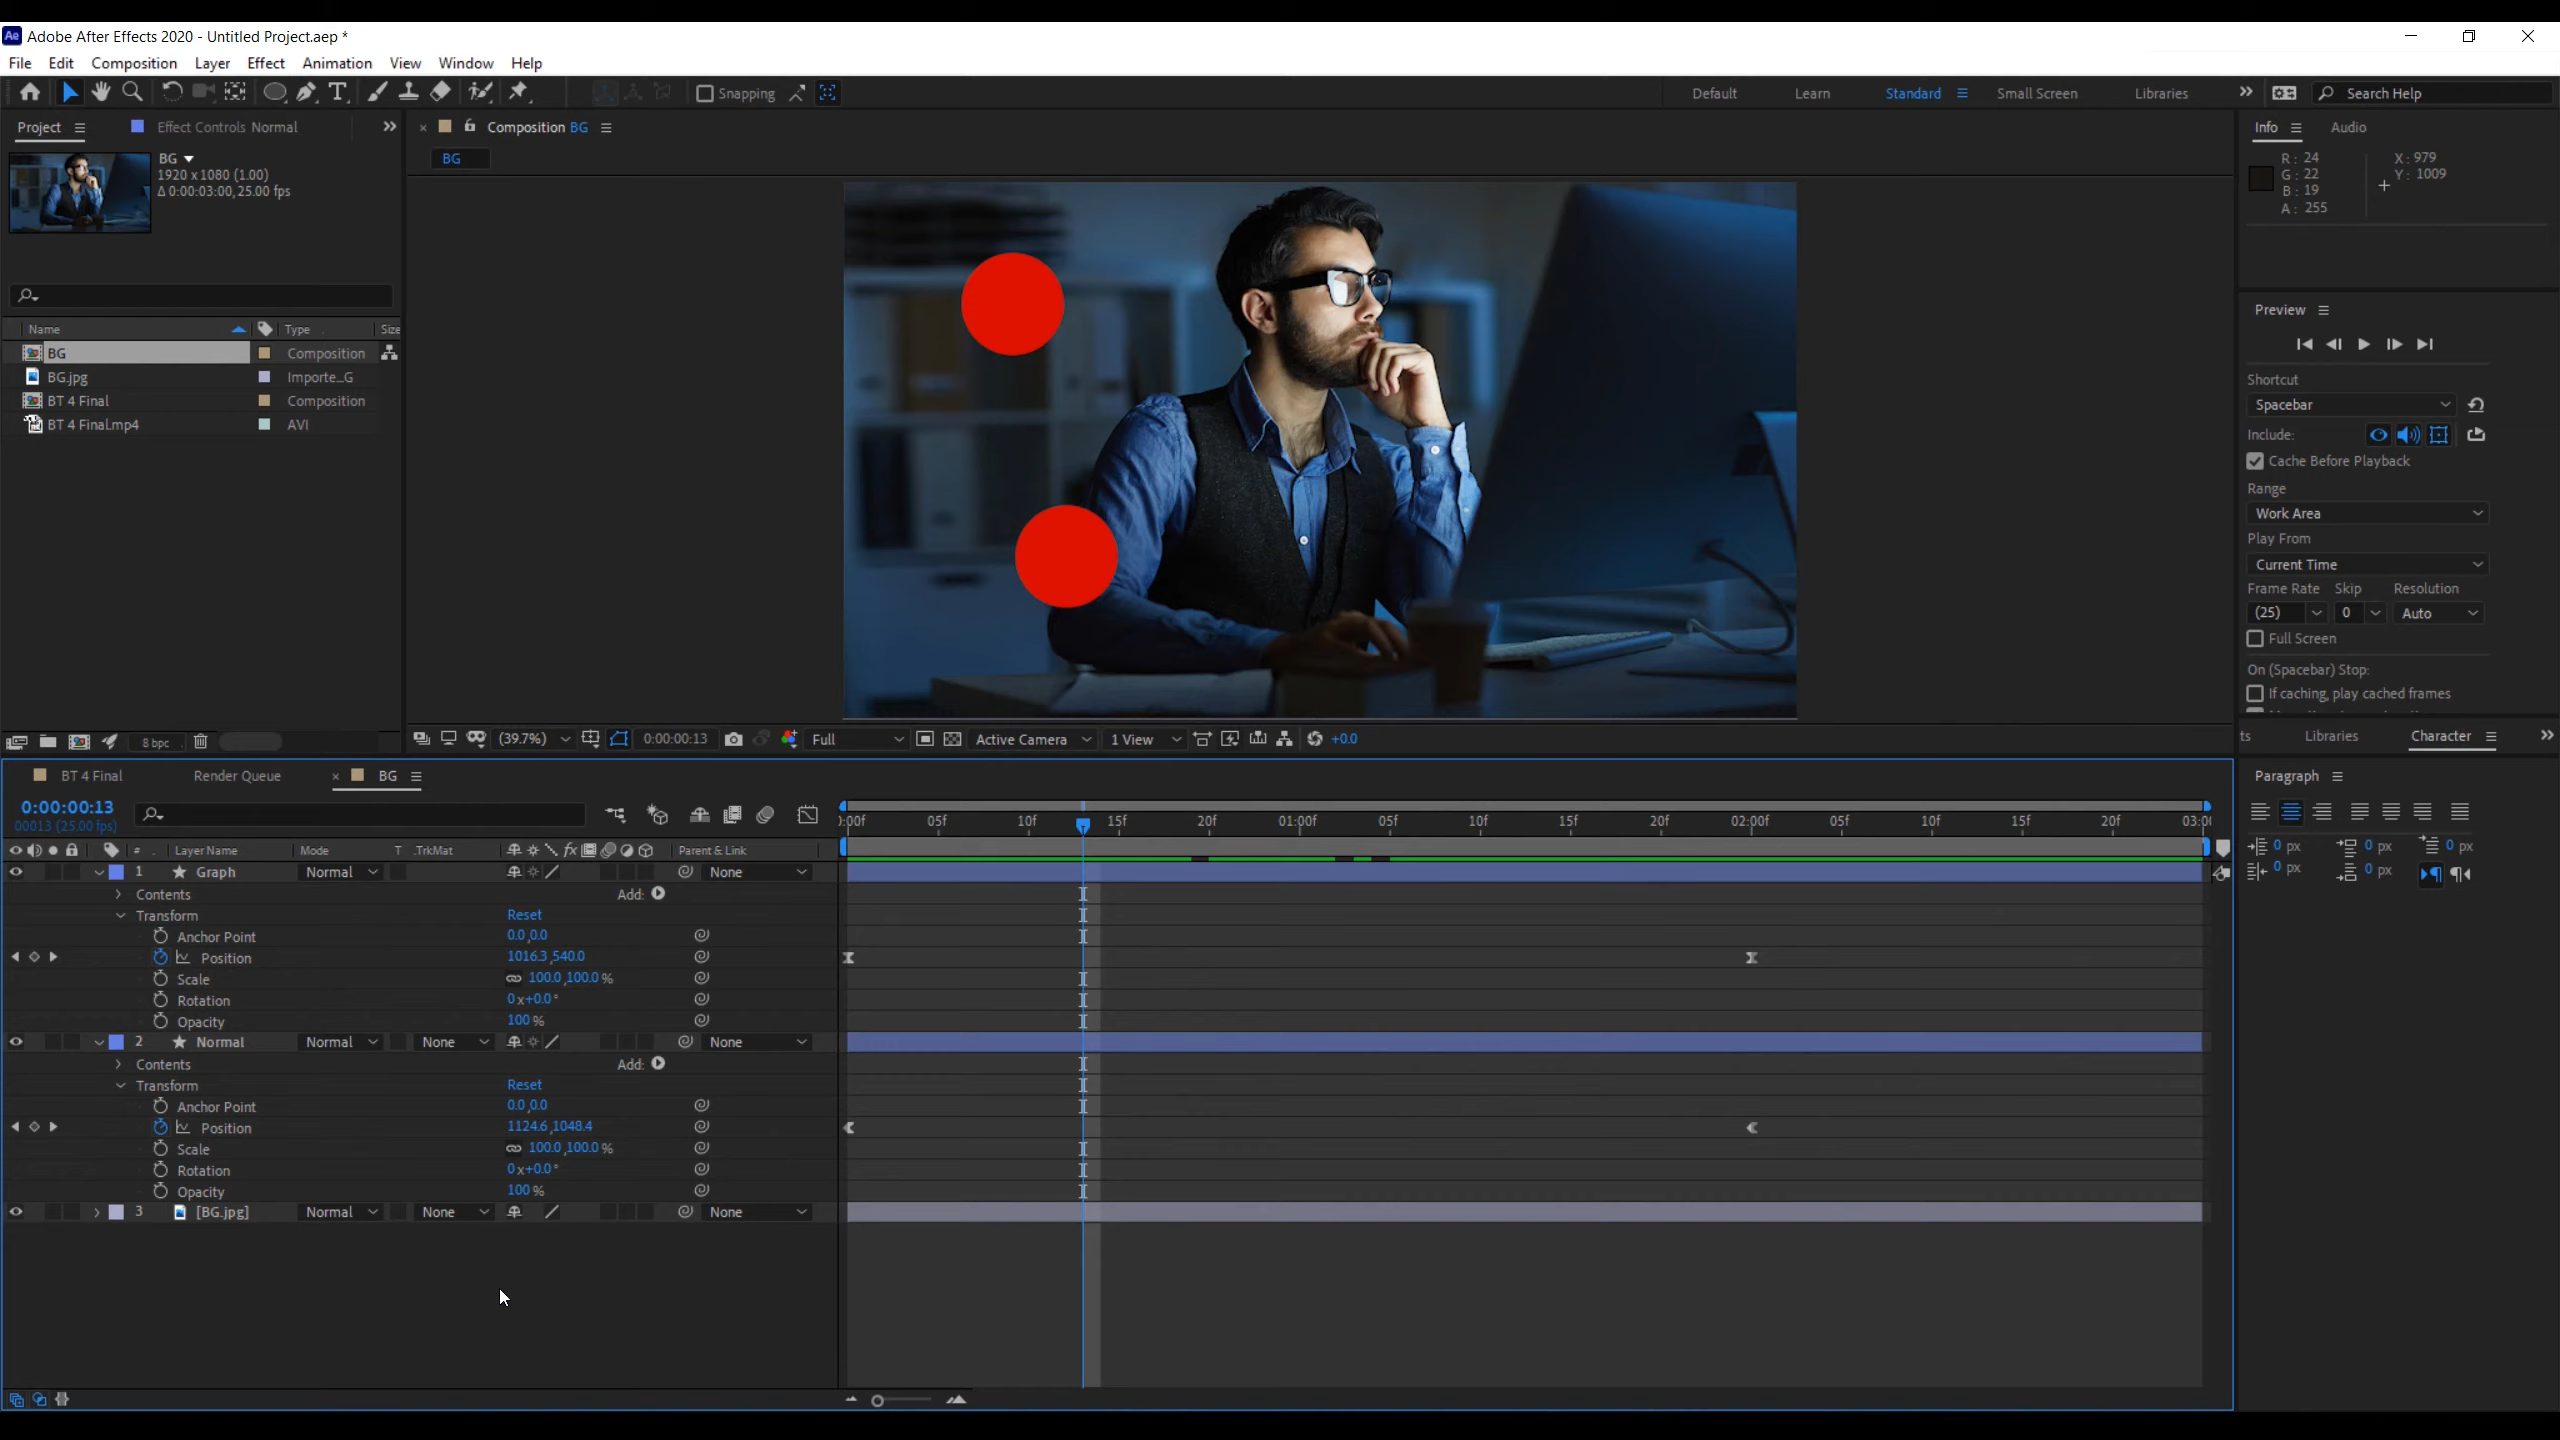 Ae Adobe After Effects 2020 - Untitled Project.aep *
File Edit Composition Layer Effect Animation View Window Help
Snapping Default Learn Standard Small Screen Libraries Search Help
Project Effect Controls Normal
Composition BG
BG
BG
1920 x 1080 (1.00)
Δ 0:00:03:00, 25.00 fps
Name Type Size
BG Composition
BG.jpg Importe_G
BT 4 Final Composition
BT 4 Final.mp4 AVI
8 bpc
(39.7%) 0:00:00:13 Full Active Camera 1 View +0.0
Info Audio
R: 24 X: 979
G: 22 Y: 1009
B: 19
A: 255
Preview
Shortcut
Spacebar
Include:
Cache Before Playback
Range
Work Area
Play From
Current Time
Frame Rate Skip Resolution
(25) 0 Auto
Full Screen
On (Spacebar) Stop:
If caching, play cached frames
ts Libraries Character
Paragraph
0 px 0 px 0 px
0 px 0 px
BT 4 Final Render Queue BG
0:00:00:13
00013 (25.00 fps)
:00f 05f 10f 15f 20f 01:00f 05f 10f 15f 20f 02:00f 05f 10f 15f 20f 03:00
# Layer Name Mode T .TrkMat fx Parent & Link
1 Graph Normal None
Contents Add:
Transform Reset
Anchor Point 0.0,0.0
Position 1016.3,540.0
Scale 100.0,100.0 %
Rotation 0x+0.0°
Opacity 100 %
2 Normal Normal None None
Contents Add:
Transform Reset
Anchor Point 0.0,0.0
Position 1124.6,1048.4
Scale 100.0,100.0 %
Rotation 0x+0.0°
Opacity 100 %
3 [BG.jpg] Normal None None